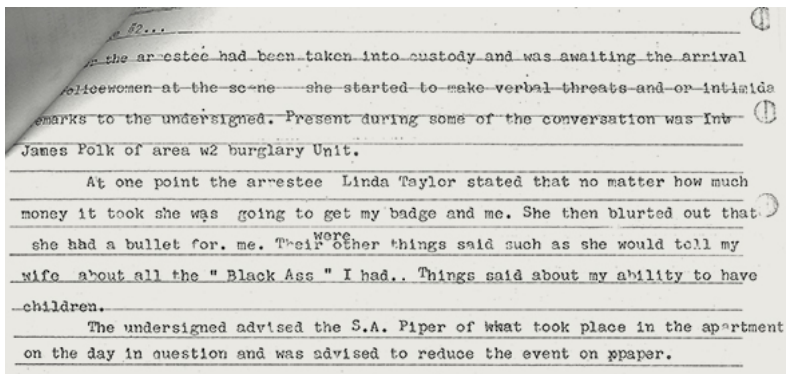 #2...
the arestee had been taken into custody and was awaiting the arrival
policewomen at the scene she started to make verbal threats and or intimida
emarks to the undersigned. Present during some of the conversation was Inv
James Polk of area w2 burglary Unit.
At one point the arrestee Linda Taylor stated that no matter how much
money it took she was going to get my badge and me. She then blurted out that
she had a bullet for. me. Their were other things said such as she would tell my
wife about all the " Black Ass " I had.. Things said about my ability to have
children.
The undersigned advised the S.A. Piper of what took place in the apartment
on the day in question and was advised to reduce the event on ppaper.